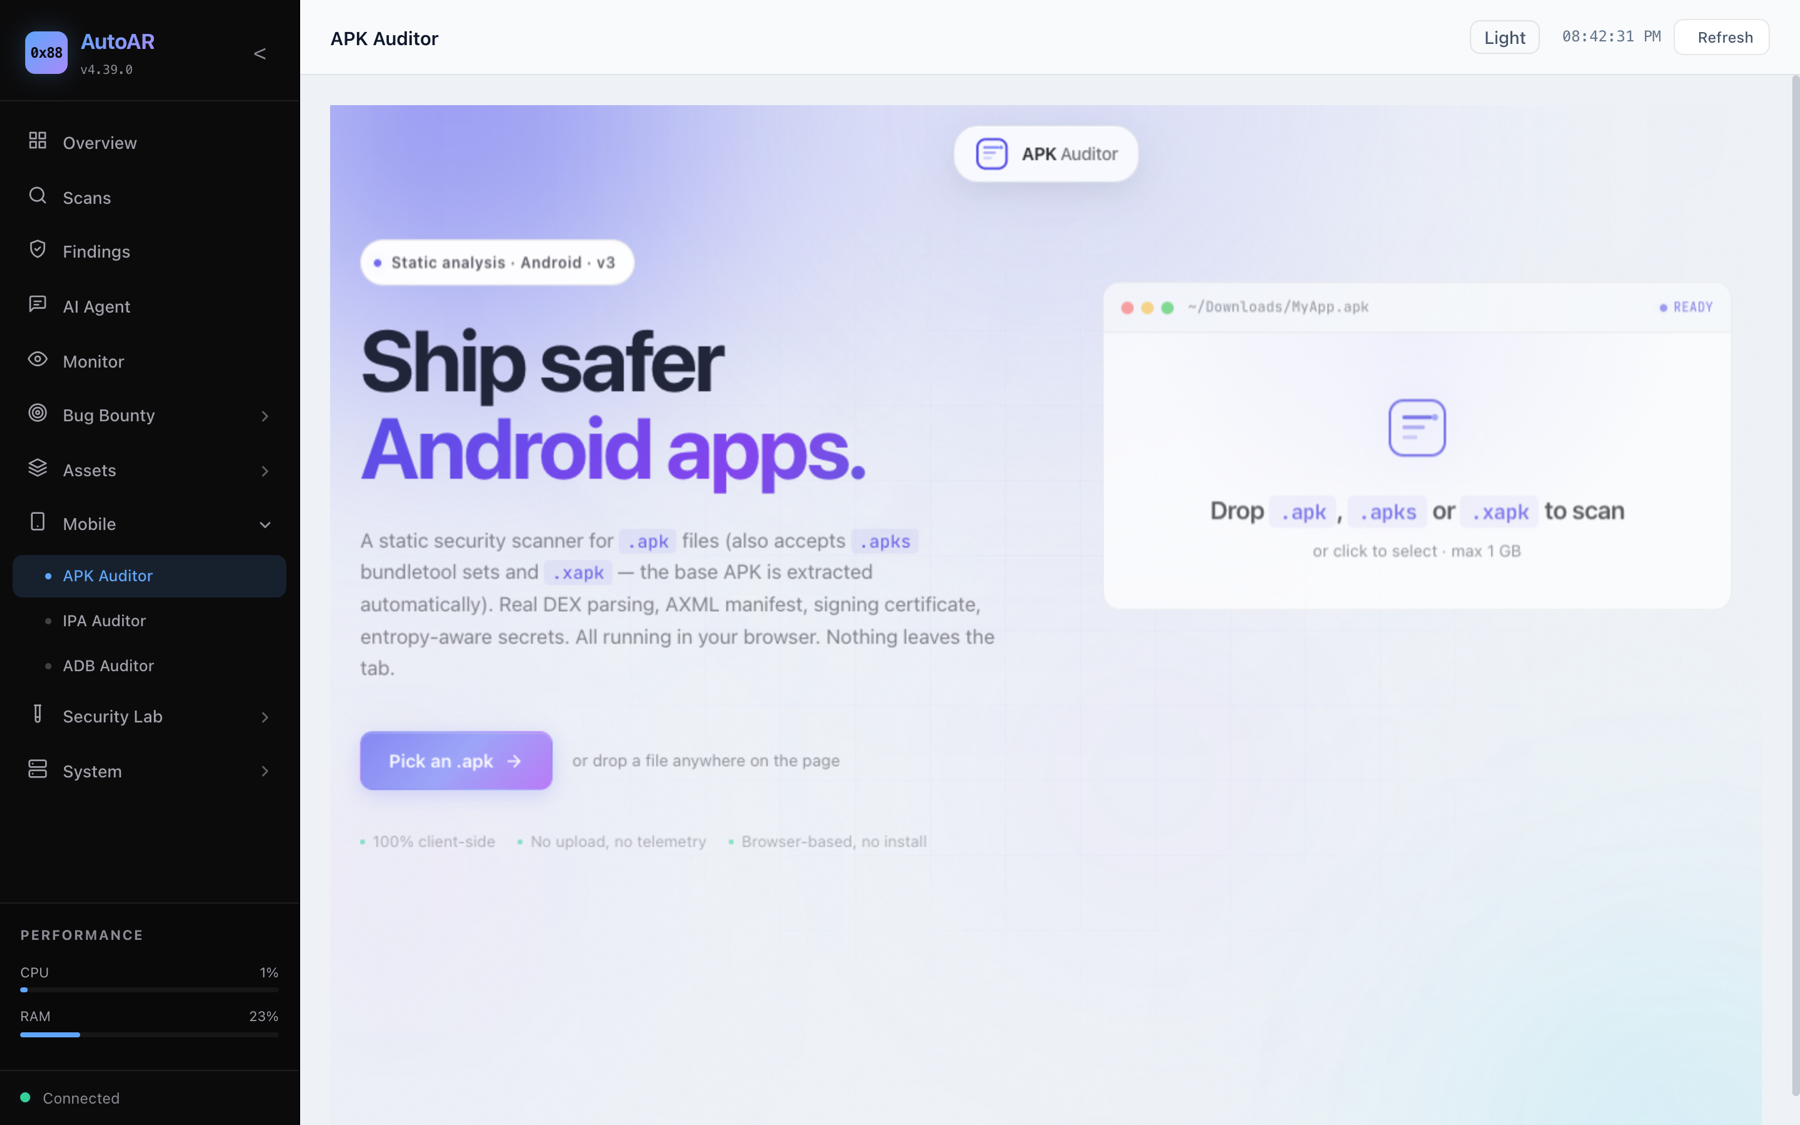 0x88
AutoAR
v4.39.0
<
Overview
Scans
Findings
AI Agent
Monitor
Bug Bounty
Assets
Mobile
APK Auditor
IPA Auditor
ADB Auditor
Security Lab
System
PERFORMANCE
CPU 1%
RAM 23%
Connected
APK Auditor
Light
08:42:31 PM
Refresh
APK Auditor
Static analysis · Android · v3
Ship safer
Android apps.
A static security scanner for .apk files (also accepts .apks
bundletool sets and .xapk — the base APK is extracted
automatically). Real DEX parsing, AXML manifest, signing certificate,
entropy-aware secrets. All running in your browser. Nothing leaves the
tab.
Pick an .apk →
or drop a file anywhere on the page
100% client-side
No upload, no telemetry
Browser-based, no install
~/Downloads/MyApp.apk
READY
Drop .apk, .apks or .xapk to scan
or click to select · max 1 GB